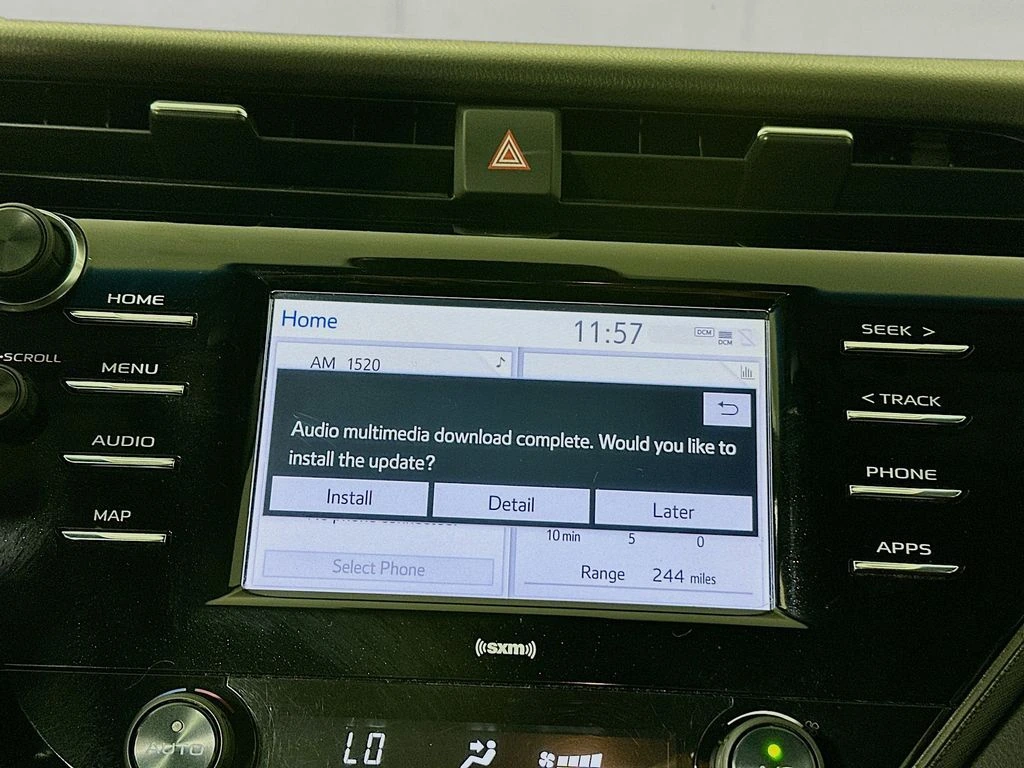 HOME
SCROLL
MENU
AUDIO
MAP
Home
11:57
DCM
DCM
AM 1520
Audio multimedia download complete. Would you like to
install the update?
Install
Detail
Later
10 min 5 0
Select Phone
Range 244 miles
SEEK >
< TRACK
PHONE
APPS
sxm
AUTO
LO